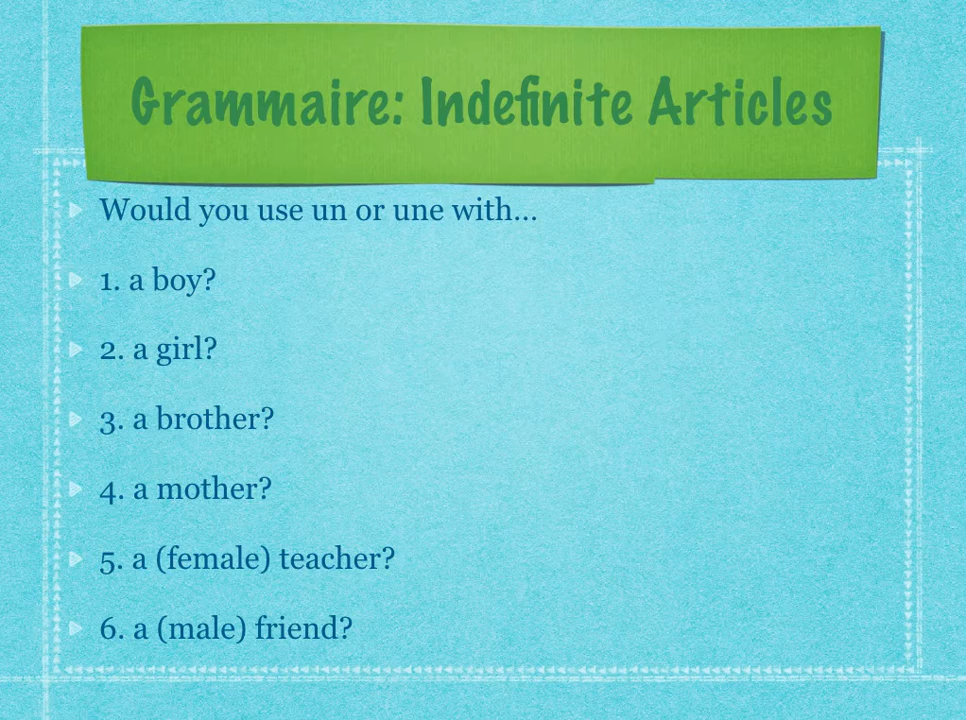 Grammaire: Indefinite Articles
Would you use un or une with...
1. a boy?
2. a girl?
3. a brother?
4. a mother?
5. a (female) teacher?
6. a (male) friend?